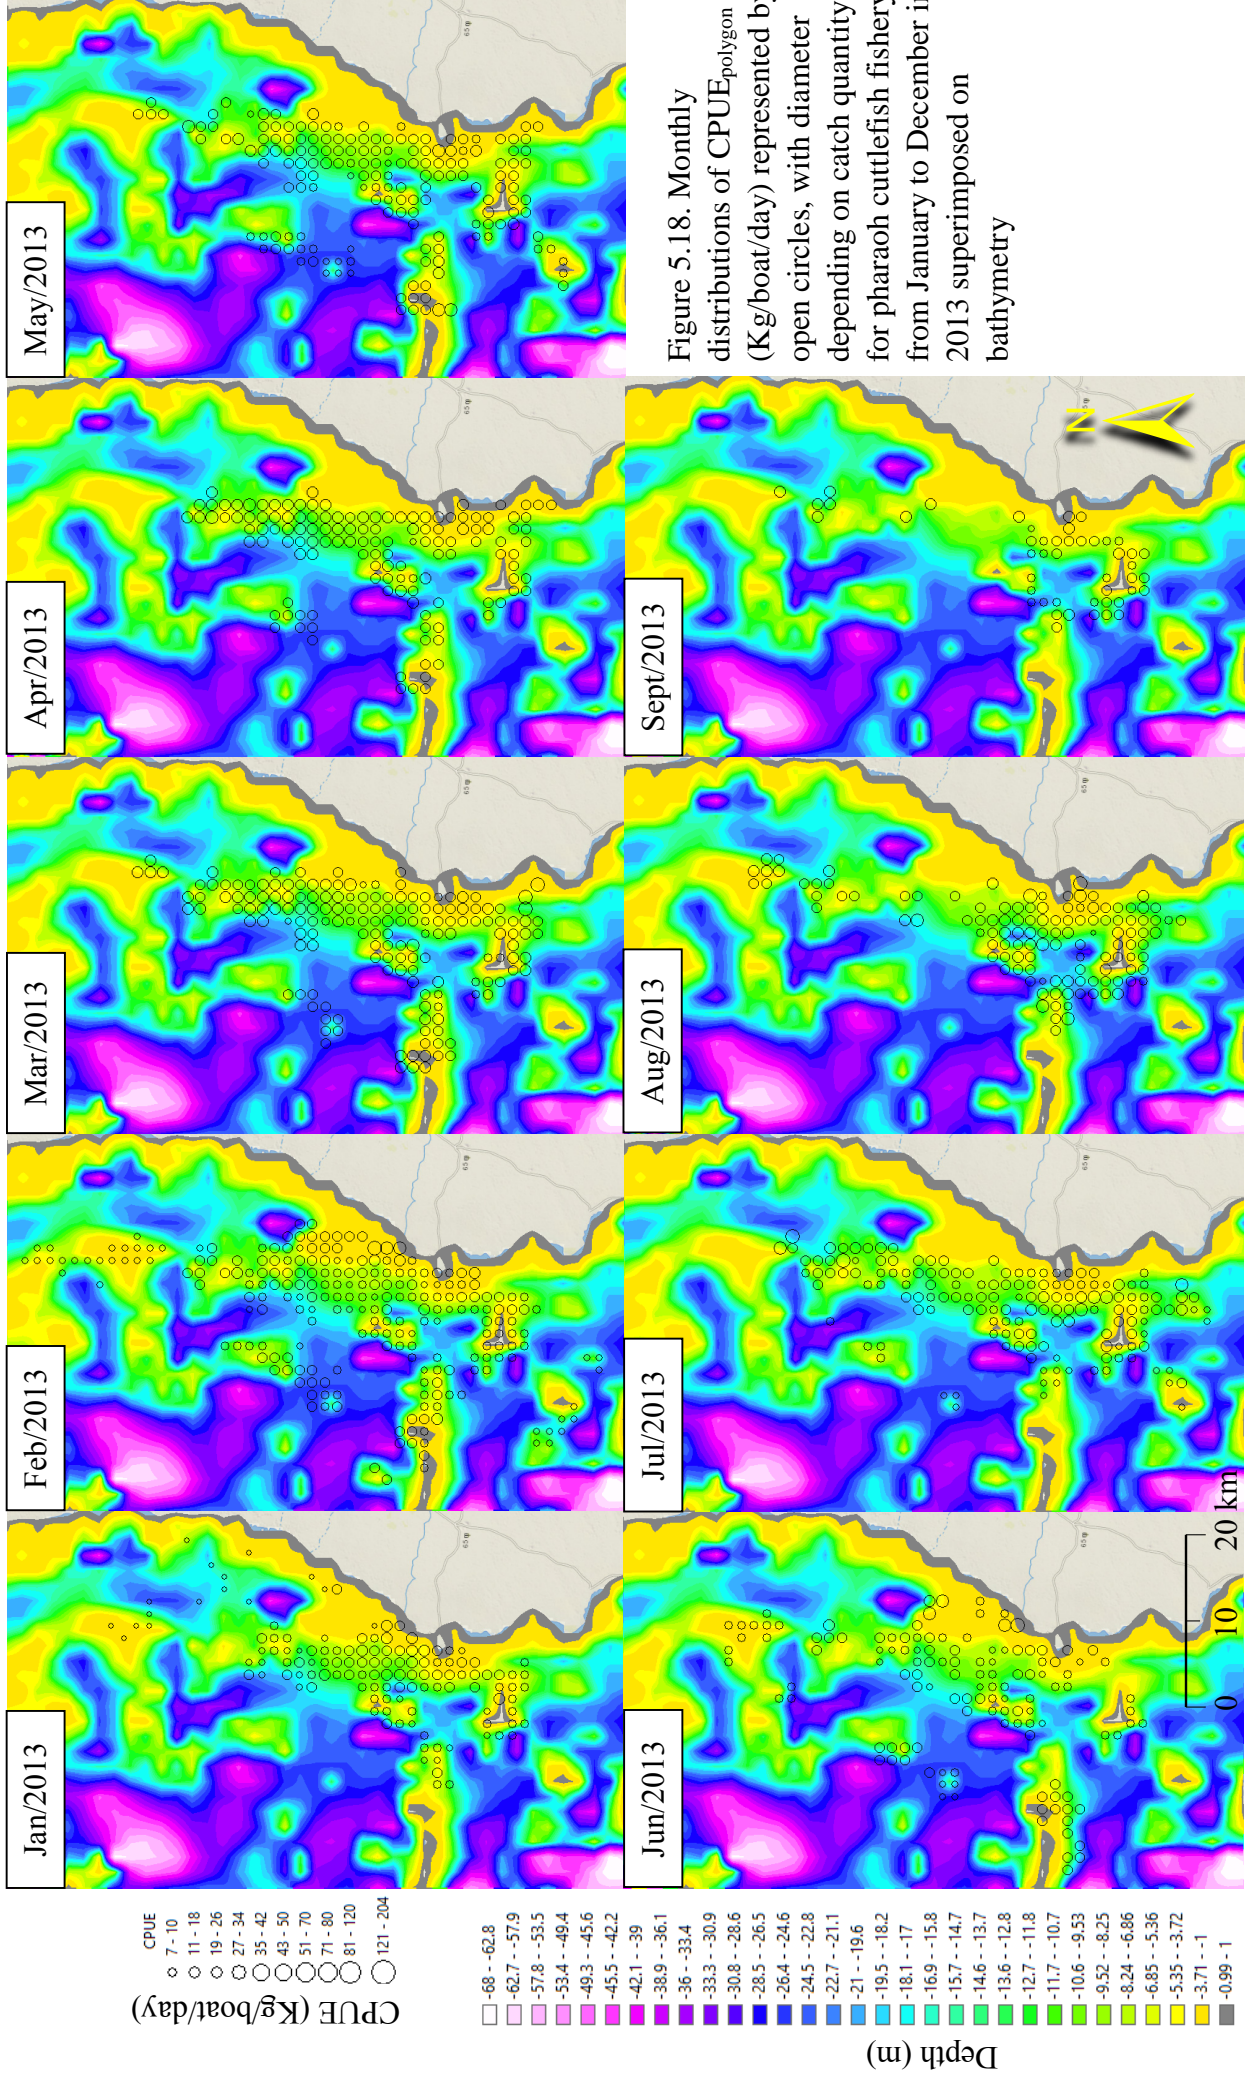 CPUE (Kg/boat/day)
CPUE
7 - 10
11 - 18
19 - 26
27 - 34
35 - 42
43 - 50
51 - 70
71 - 80
81 - 120
121 - 204
Depth (m)
-68 - -62.8
-62.7 - -57.9
-57.8 - -53.5
-53.4 - -49.4
-49.3 - -45.6
-45.5 - -42.2
-42.1 - -39
-38.9 - -36.1
-36 - -33.4
-33.3 - -30.9
-30.8 - -28.6
-28.5 - -26.5
-26.4 - -24.6
-24.5 - -22.8
-22.7 - -21.1
-21 - -19.6
-19.5 - -18.2
-18.1 - -17
-16.9 - -15.8
-15.7 - -14.7
-14.6 - -13.7
-13.6 - -12.8
-12.7 - -11.8
-11.7 - -10.7
-10.6 - -9.53
-9.52 - -8.25
-8.24 - -6.86
-6.85 - -5.36
-5.35 - -3.72
-3.71 - -1
-0.99 - 1
Jan/2013
Feb/2013
Mar/2013
Apr/2013
May/2013
Jun/2013
Jul/2013
Aug/2013
Sept/2013
0 10 20 km
N
Figure 5.18. Monthly
distributions of CPUEpolygon
(Kg/boat/day) represented by
open circles, with diameter
depending on catch quantity
for pharaoh cuttlefish fishery
from January to December in
2013 superimposed on
bathymetry